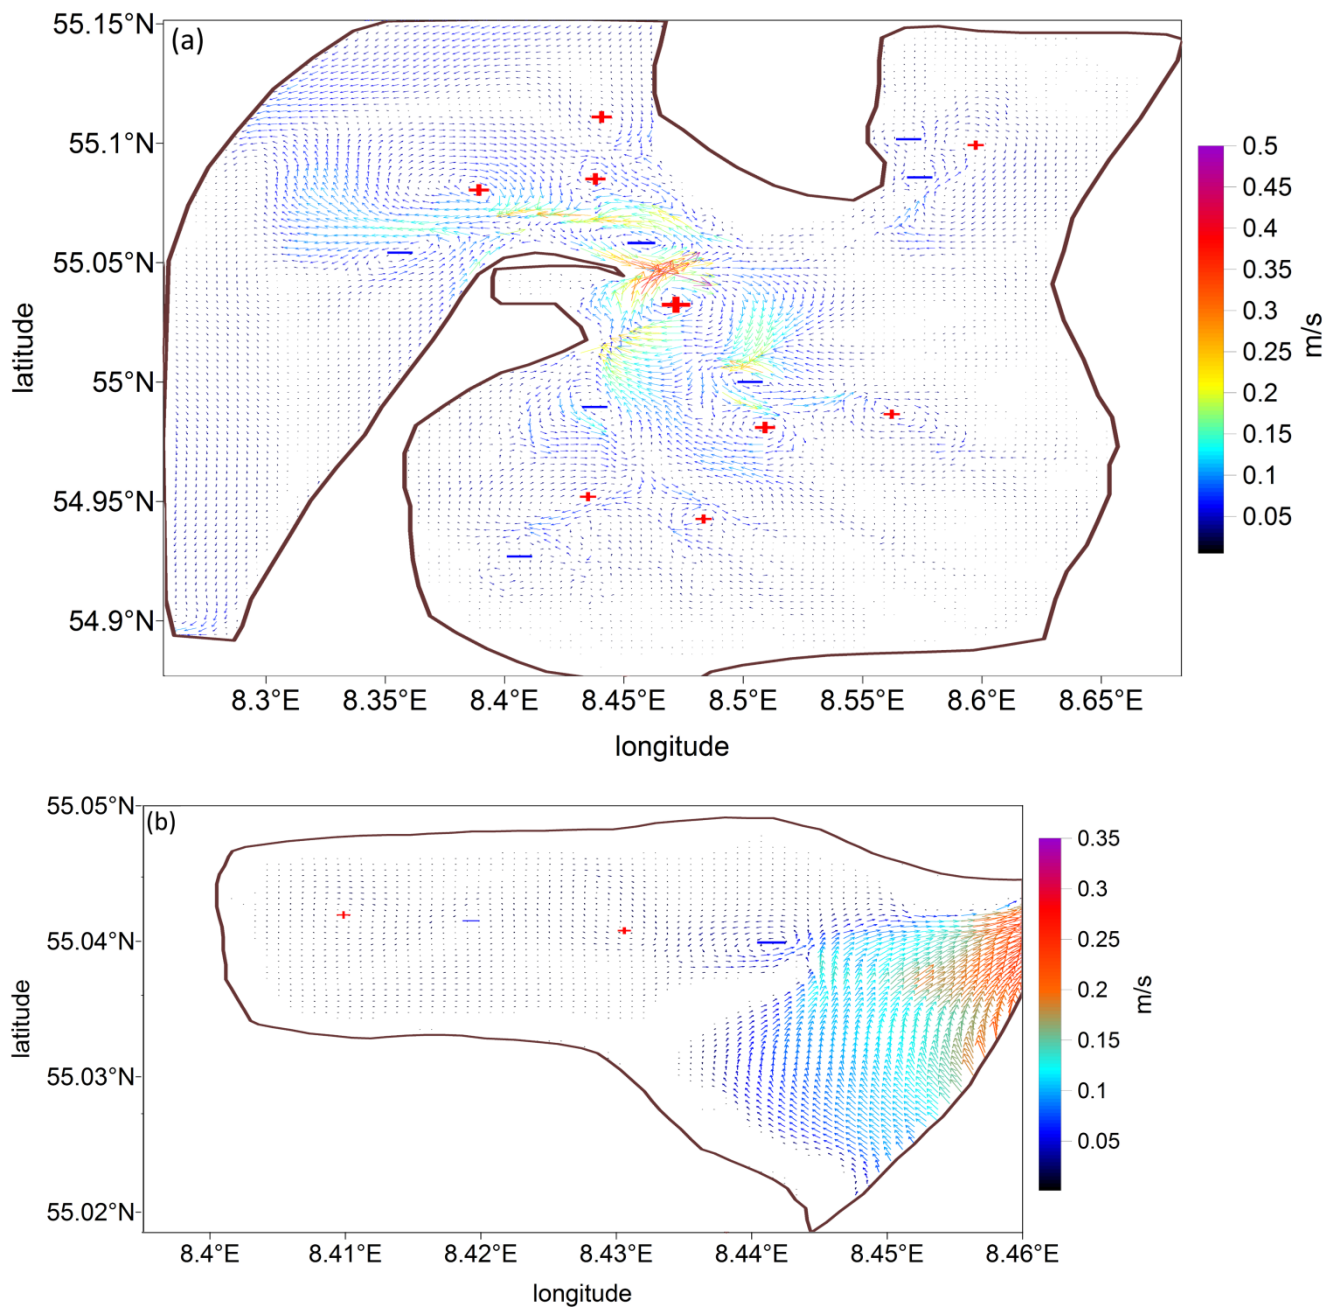 (a)
55.15°N
55.1°N
55.05°N
55°N
54.95°N
54.9°N
latitude
8.3°E
8.35°E
8.4°E
8.45°E
8.5°E
8.55°E
8.6°E
8.65°E
longitude
0.5
0.45
0.4
0.35
0.3
0.25
0.2
0.15
0.1
0.05
m/s
(b)
55.05°N
55.04°N
55.03°N
55.02°N
latitude
8.4°E
8.41°E
8.42°E
8.43°E
8.44°E
8.45°E
8.46°E
longitude
0.35
0.3
0.25
0.2
0.15
0.1
0.05
m/s